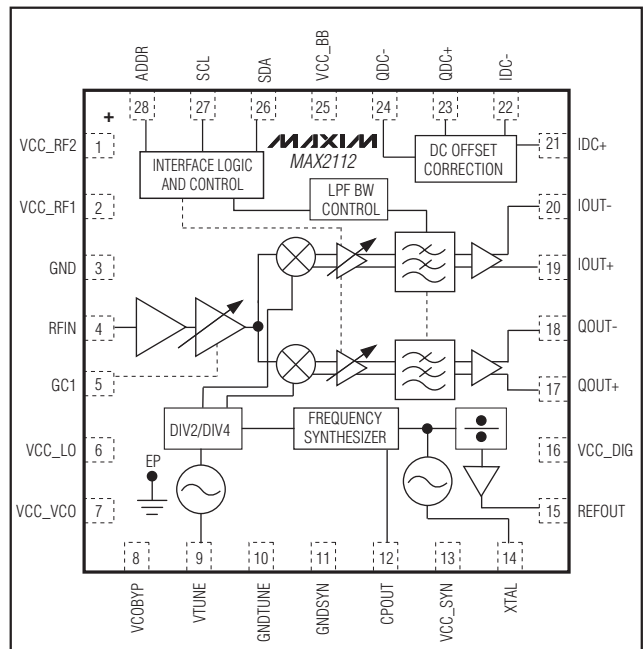 ADDR
SCL
SDA
VCC_BB
QDC-
QDC+
IDC-
28
27
26
25
24
23
22
+
VCC_RF2
1
MAXIM
MAX2112
INTERFACE LOGIC
AND CONTROL
DC OFFSET
CORRECTION
21
IDC+
VCC_RF1
2
LPF BW
CONTROL
20
IOUT-
GND
3
19
IOUT+
RFIN
4
18
QOUT-
GC1
5
17
QOUT+
VCC_LO
6
DIV2/DIV4
FREQUENCY
SYNTHESIZER
16
VCC_DIG
EP
VCC_VCO
7
15
REFOUT
8
9
10
11
12
13
14
VCOBYP
VTUNE
GNDTUNE
GNDSYN
CPOUT
VCC_SYN
XTAL